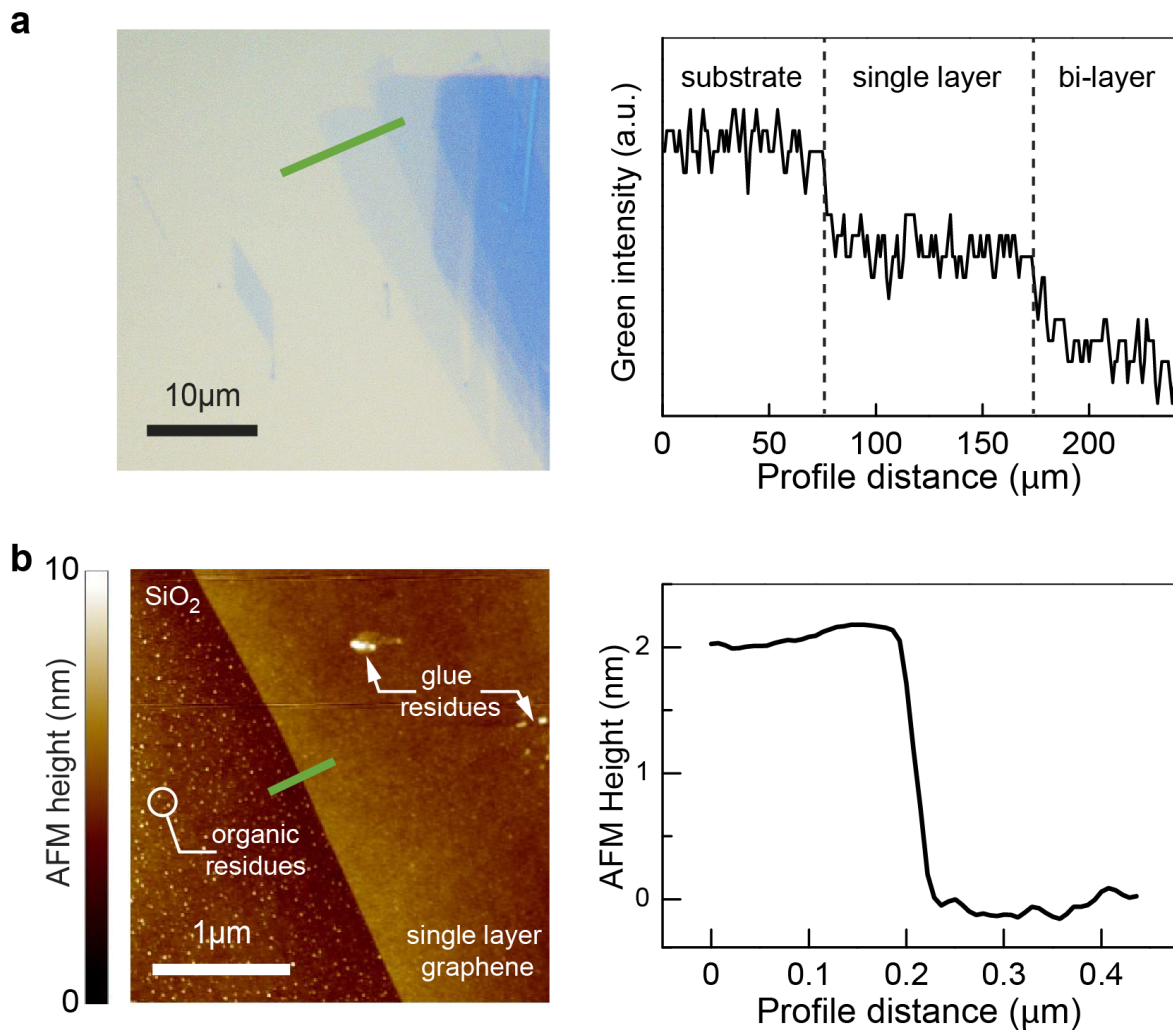 a
10µm
substrate
single layer
bi-layer
Green intensity (a.u.)
0
50
100
150
200
Profile distance (µm)
b
10
AFM height (nm)
0
SiO2
glue
residues
organic
residues
1µm
single layer
graphene
2
1
0
AFM Height (nm)
0
0.1
0.2
0.3
0.4
Profile distance (µm)